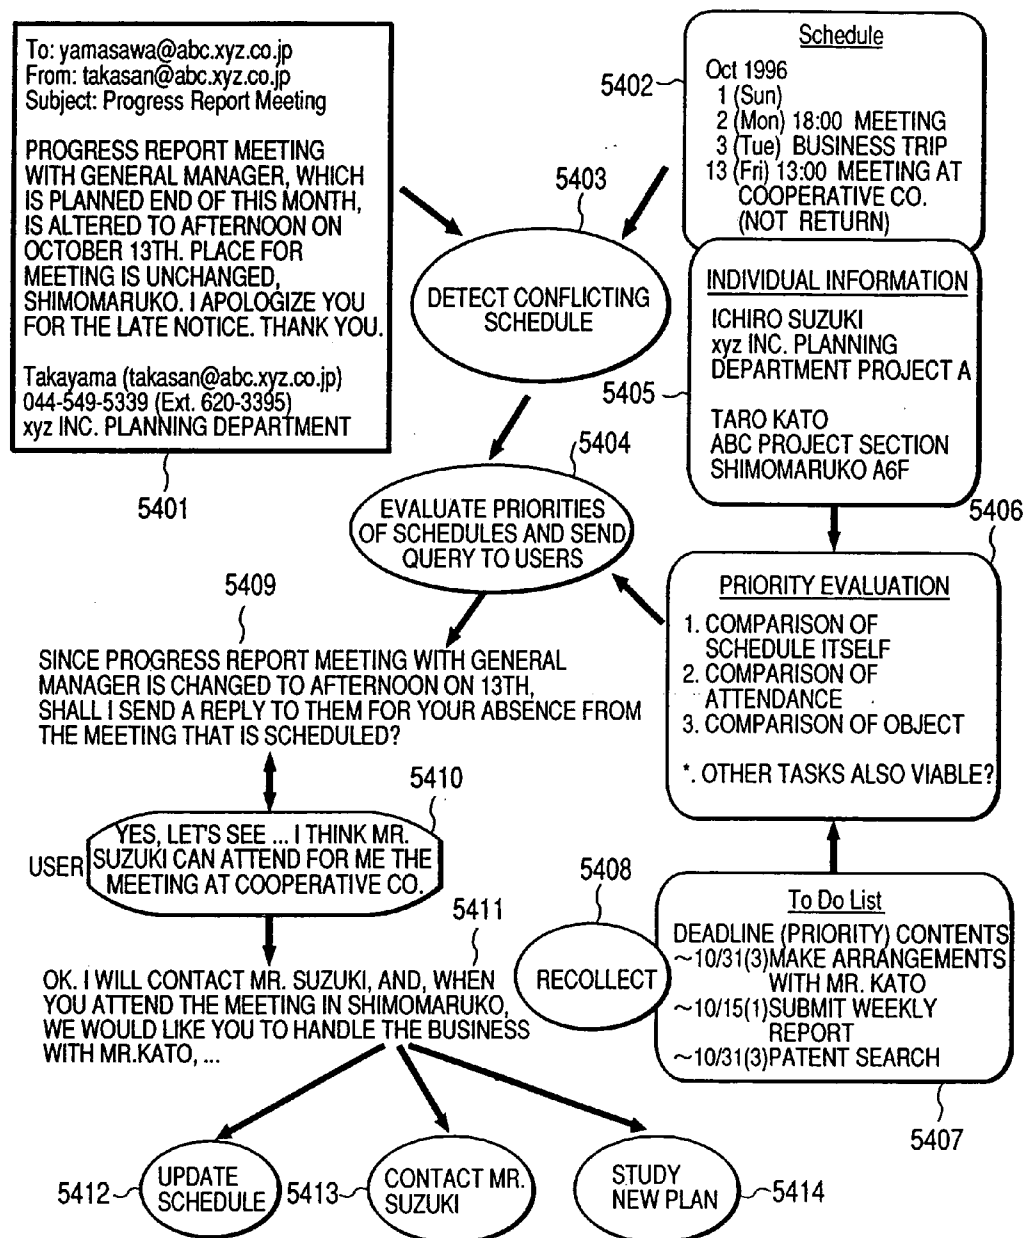 To: yamasawa@abc.xyz.co.jp
From: takasan@abc.xyz.co.jp
Subject: Progress Report Meeting
PROGRESS REPORT MEETING
WITH GENERAL MANAGER, WHICH
IS PLANNED END OF THIS MONTH,
IS ALTERED TO AFTERNOON ON
OCTOBER 13TH. PLACE FOR
MEETING IS UNCHANGED,
SHIMOMARUKO. I APOLOGIZE YOU
FOR THE LATE NOTICE. THANK YOU.
Takayama (takasan@abc.xyz.co.jp)
044-549-5339 (Ext. 620-3395)
xyz INC. PLANNING DEPARTMENT
5401
5402
Schedule
Oct 1996
1 (Sun)
2 (Mon) 18:00 MEETING
3 (Tue) BUSINESS TRIP
13 (Fri) 13:00 MEETING AT
COOPERATIVE CO.
(NOT RETURN)
5403
DETECT CONFLICTING
SCHEDULE
5405
INDIVIDUAL INFORMATION
ICHIRO SUZUKI
xyz INC. PLANNING
DEPARTMENT PROJECT A
TARO KATO
ABC PROJECT SECTION
SHIMOMARUKO A6F
5404
EVALUATE PRIORITIES
OF SCHEDULES AND SEND
QUERY TO USERS
5406
PRIORITY EVALUATION
1. COMPARISON OF
SCHEDULE ITSELF
2. COMPARISON OF
ATTENDANCE
3. COMPARISON OF OBJECT
*. OTHER TASKS ALSO VIABLE?
5409
SINCE PROGRESS REPORT MEETING WITH GENERAL
MANAGER IS CHANGED TO AFTERNOON ON 13TH,
SHALL I SEND A REPLY TO THEM FOR YOUR ABSENCE FROM
THE MEETING THAT IS SCHEDULED?
5410
USER
YES, LET'S SEE ... I THINK MR.
SUZUKI CAN ATTEND FOR ME THE
MEETING AT COOPERATIVE CO.
5411
OK. I WILL CONTACT MR. SUZUKI, AND, WHEN
YOU ATTEND THE MEETING IN SHIMOMARUKO,
WE WOULD LIKE YOU TO HANDLE THE BUSINESS
WITH MR.KATO, ...
5408
RECOLLECT
To Do List
DEADLINE (PRIORITY) CONTENTS
~10/31(3)MAKE ARRANGEMENTS
WITH MR. KATO
~10/15(1)SUBMIT WEEKLY
REPORT
~10/31(3)PATENT SEARCH
5407
5412
UPDATE
SCHEDULE
5413
CONTACT MR.
SUZUKI
STUDY
NEW PLAN
5414